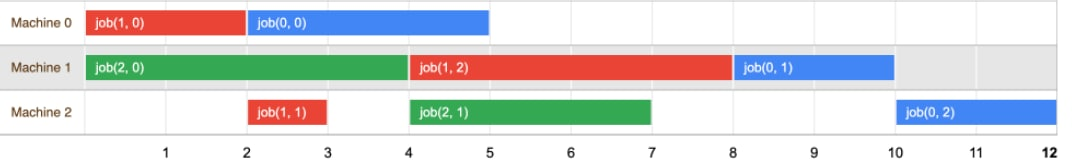 Machine 0 job(1, 0) job(0, 0)
Machine 1 job(2, 0) job(1, 2) job(0, 1)
Machine 2 job(1, 1) job(2, 1) job(0, 2)
1 2 3 4 5 6 7 8 9 10 11 12